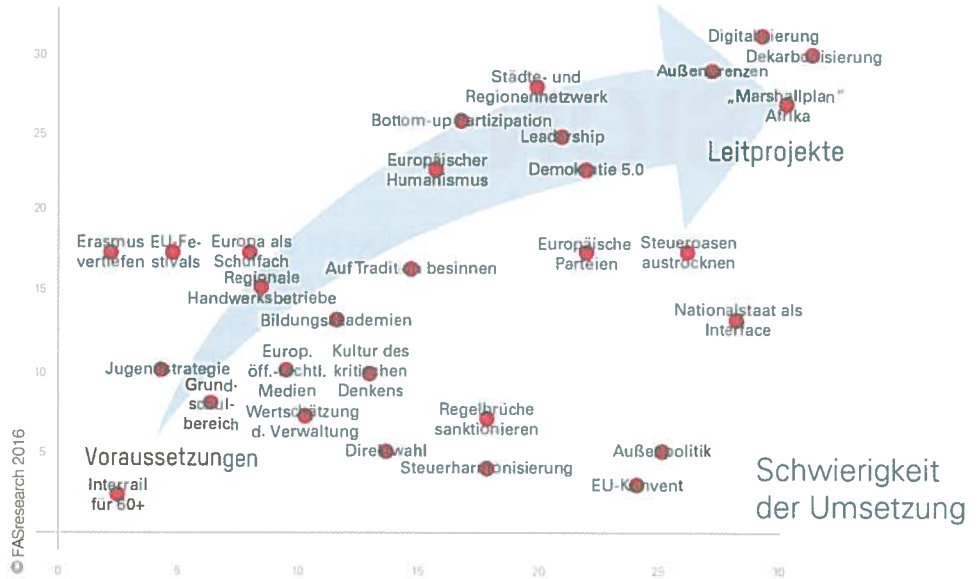 30
25
20
15
10
5
Digitalisierung
Dekarbonisierung
Außengrenzen
„Marshallplan"
Afrika
Leitprojekte
Städte- und
Regionennetzwerk
Bottom-up Partizipation
Leadership
Europäischer
Humanismus
Demokratie 5.0
Erasmus
vertiefen
EU-Fe-
stivals
Europa als
Schulfach
Regionale
Handwerksbetriebe
Auf Tradition besinnen
Europäische
Parteien
Steueroasen
austrocknen
Bildungsakademien
Nationalstaat als
Interface
Jugendstrategie
Grund-
schul-
bereich
Europ.
öff.-rechtl.
Medien
Kultur des
kritischen
Denkens
Wertschätzung
d. Verwaltung
Regelbrüche
sanktionieren
Voraussetzungen
Direktwahl
Steuerharmonisierung
Außenpolitik
EU-Konvent
Interrail
für 60+
Schwierigkeit
der Umsetzung
0
5
10
15
20
25
30
© FASresearch 2016